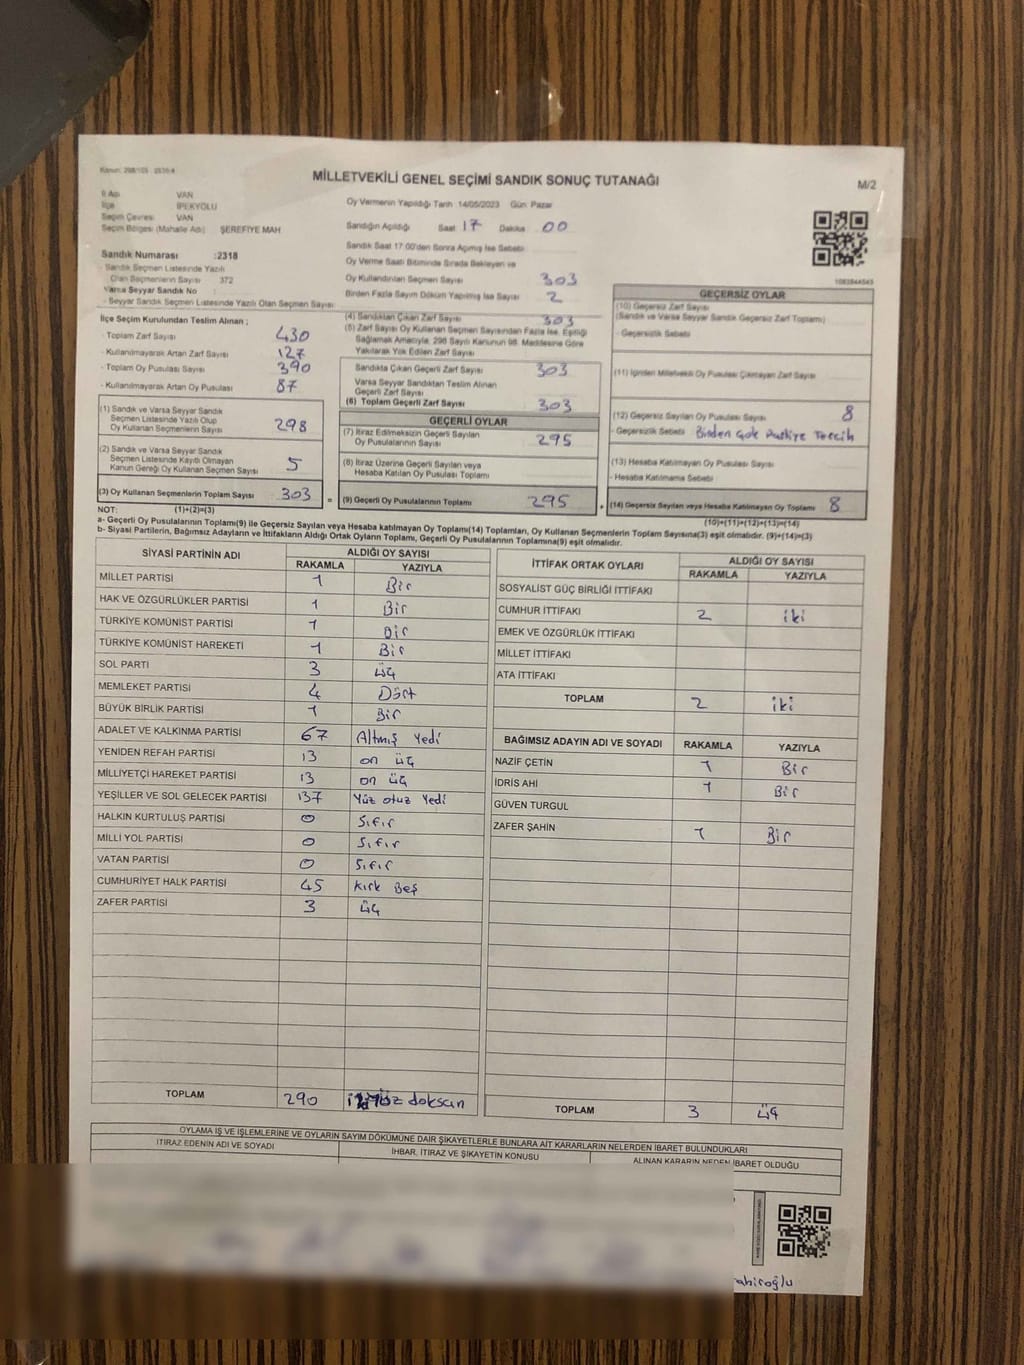 MİLLETVEKİLİ GENEL SEÇİMİ SANDIK SONUÇ TUTANAĞI
M/2
İl Adı VAN
İlçe İPEKYOLU
Seçim Çevresi VAN
Seçim Bölgesi (Mahalle Adı) ŞEREFİYE MAH
Sandık Numarası :2318
- Sandık Seçmen Listesinde Yazılı
Olan Seçmenlerin Sayısı 372
Varsa Seyyar Sandık No :
- Seyyar Sandık Seçmen Listesinde Yazılı Olan Seçmen Sayısı
Oy Vermenin Yapıldığı Tarih 14/05/2023 Gün: Pazar
Sandığın Açıldığı Saat 17 Dakika 00
Sandık Saat 17:00'den Sonra Açılmış İse Sebebi
Oy Verme Saati Bitiminde Sırada Bekleyen ve
Oy Kullandırılan Seçmen Sayısı 303
Birden Fazla Sayım Döküm Yapılmış İse Sayısı 2
İlçe Seçim Kurulundan Teslim Alınan ;
- Toplam Zarf Sayısı 430
- Kullanılmayarak Artan Zarf Sayısı 127
- Toplam Oy Pusulası Sayısı 390
- Kullanılmayarak Artan Oy Pusulası 87
(1) Sandık ve Varsa Seyyar Sandık
Seçmen Listesinde Yazılı Olup
Oy Kullanan Seçmenlerin Sayısı 298
(2) Sandık ve Varsa Seyyar Sandık
Seçmen Listesinde Kayıtlı Olmayan
Kanun Gereği Oy Kullanan Seçmen Sayısı 5
(3) Oy Kullanan Seçmenlerin Toplam Sayısı 303
(4) Sandıktan Çıkan Zarf Sayısı 303
(5) Zarf Sayısı Oy Kullanan Seçmen Sayısından Fazla İse, Eşitliği
Sağlamak Amacıyla, 298 Sayılı Kanunun 98. Maddesine Göre
Yakılarak Yok Edilen Zarf Sayısı
Sandıkta Çıkan Geçerli Zarf Sayısı 303
Varsa Seyyar Sandıktan Teslim Alınan
Geçerli Zarf Sayısı
(6) Toplam Geçerli Zarf Sayısı 303
GEÇERLİ OYLAR
(7) İtiraz Edilmeksizin Geçerli Sayılan
Oy Pusulasının Sayısı 295
(8) İtiraz Üzerine Geçerli Sayılan veya
Hesaba Katılan Oy Pusulası Toplamı
= (9) Geçerli Oy Pusulalarının Toplamı 295
GEÇERSİZ OYLAR
(10) Geçersiz Zarf Sayısı
(Sandık ve Varsa Seyyar Sandık Geçersiz Zarf Toplamı)
- Geçersizlik Sebebi
(11) İçinden Milletvekili Oy Pusulası Çıkmayan Zarf Sayısı
(12) Geçersiz Sayılan Oy Pusulası Sayısı 8
- Geçersizlik Sebebi Birden Çok Partiye Tercih
(13) Hesaba Katılmayan Oy Pusulası Sayısı
- Hesaba Katılmama Sebebi
+ (14) Geçersiz Sayılan veya Hesaba Katılmayan Oy Toplamı 8
NOT: (1)+(2)=(3)
(10)+(11)+(12)+(13)=(14)
a- Geçerli Oy Pusulalarının Toplamı(9) ile Geçersiz Sayılan veya Hesaba katılmayan Oy Toplamı(14) Toplamları, Oy Kullanan Seçmenlerin Toplam Sayısına(3) eşit olmalıdır. (9)+(14)=(3)
b- Siyasi Partilerin, Bağımsız Adayların ve İttifakların Aldığı Ortak Oyların Toplamı, Geçerli Oy Pusulalarının Toplamına(9) eşit olmalıdır.
SİYASİ PARTİNİN ADI ALDIĞI OY SAYISI
RAKAMLA YAZIYLA
MİLLET PARTİSİ 1 Bir
HAK VE ÖZGÜRLÜKLER PARTİSİ 1 Bir
TÜRKİYE KOMÜNİST PARTİSİ 1 Bir
TÜRKİYE KOMÜNİST HAREKETİ 1 Bir
SOL PARTİ 3 üç
MEMLEKET PARTİSİ 4 Dört
BÜYÜK BİRLİK PARTİSİ 1 Bir
ADALET VE KALKINMA PARTİSİ 67 Altmış Yedi
YENİDEN REFAH PARTİSİ 13 on üç
MİLLİYETÇİ HAREKET PARTİSİ 13 on üç
YEŞİLLER VE SOL GELECEK PARTİSİ 137 Yüz otuz Yedi
HALKIN KURTULUŞ PARTİSİ 0 Sıfır
MİLLİ YOL PARTİSİ 0 Sıfır
VATAN PARTİSİ 0 Sıfır
CUMHURİYET HALK PARTİSİ 45 Kırk Beş
ZAFER PARTİSİ 3 üç
TOPLAM 290 doksan
İTTİFAK ORTAK OYLARI ALDIĞI OY SAYISI
RAKAMLA YAZIYLA
SOSYALİST GÜÇ BİRLİĞİ İTTİFAKI
CUMHUR İTTİFAKI 2 iki
EMEK VE ÖZGÜRLÜK İTTİFAKI
MİLLET İTTİFAKI
ATA İTTİFAKI
TOPLAM 2 iki
BAĞIMSIZ ADAYIN ADI VE SOYADI RAKAMLA YAZIYLA
NAZİF ÇETİN 1 Bir
İDRİS AHİ 1 Bir
GÜVEN TURGUL
ZAFER ŞAHİN 1 Bir
TOPLAM 3 üç
OYLAMA İŞ VE İŞLEMLERİNE VE OYLARIN SAYIM DÖKÜMÜNE DAİR ŞİKAYETLERLE BUNLARA AİT KARARLARIN NELERDEN İBARET BULUNDUKLARI
İTİRAZ EDENİN ADI VE SOYADI
İHBAR, İTİRAZ VE ŞİKAYETİN KONUSU
ALINAN KARARIN NEDEN İBARET OLDUĞU